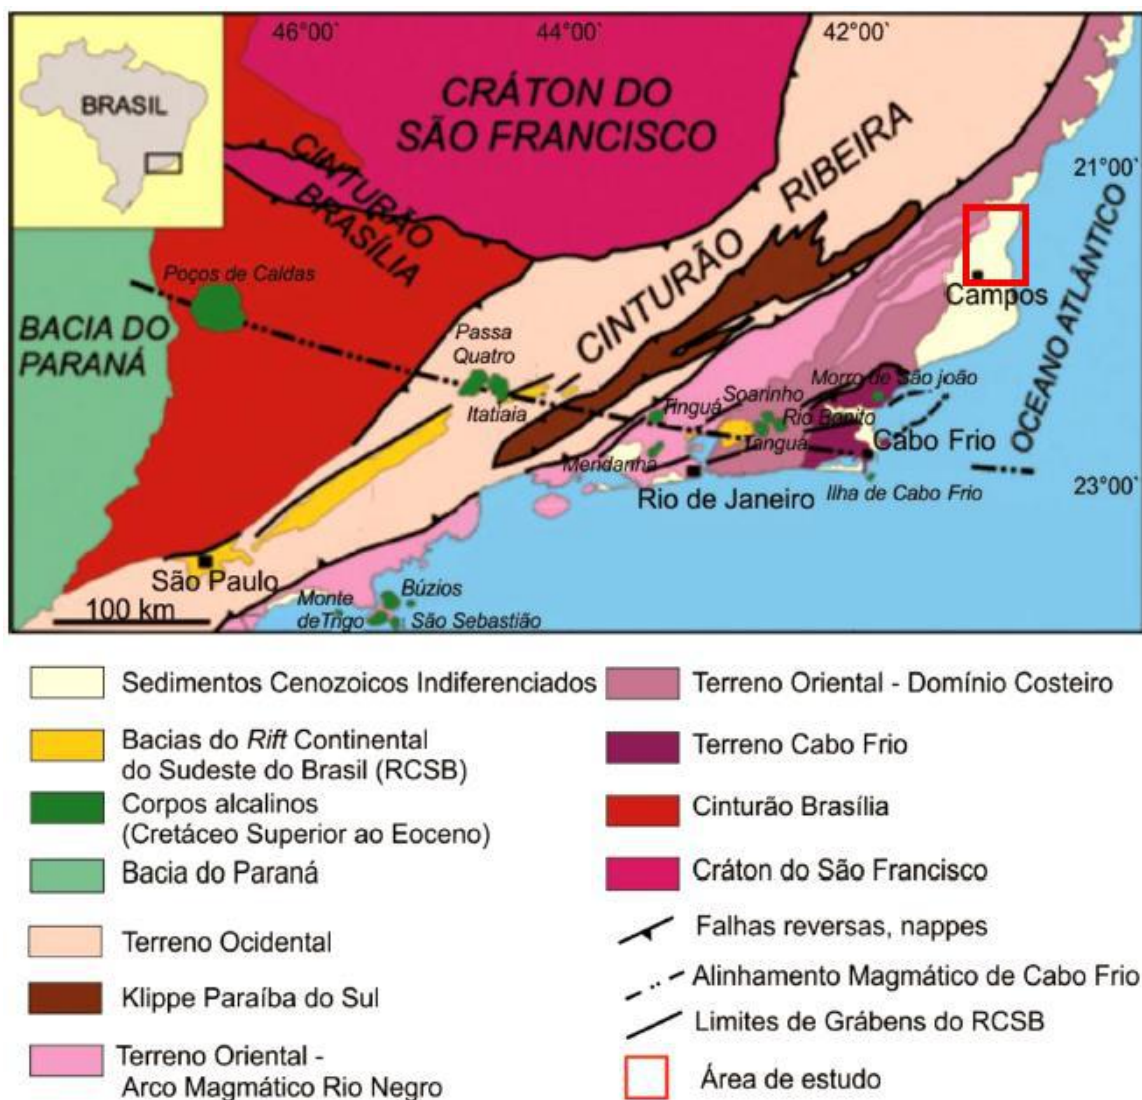 46°00`
44°00`
42°00`
BRASIL
CRÁTON DO
SÃO FRANCISCO
CINTURÃO
BRASÍLIA
RIBEIRA
CINTURÃO
21°00`
Poços de Caldas
BACIA DO
PARANÁ
Passa
Quatro
Itatiaia
Campos
OCEANO ATLÂNTICO
Morro de São joão
Soarinho
Tinguá
Rio Bonito
Tanguá
Cabo Frio
Mendanha
Rio de Janeiro
Ilha de Cabo Frio
23°00`
São Paulo
100 km
Búzios
Monte
deTrigo
São Sebastião
Sedimentos Cenozoicos Indiferenciados
Bacias do Rift Continental
do Sudeste do Brasil (RCSB)
Corpos alcalinos
(Cretáceo Superior ao Eoceno)
Bacia do Paraná
Terreno Ocidental
Klippe Paraíba do Sul
Terreno Oriental -
Arco Magmático Rio Negro
Terreno Oriental - Domínio Costeiro
Terreno Cabo Frio
Cinturão Brasília
Cráton do São Francisco
Falhas reversas, nappes
Alinhamento Magmático de Cabo Frio
Limites de Grábens do RCSB
Área de estudo